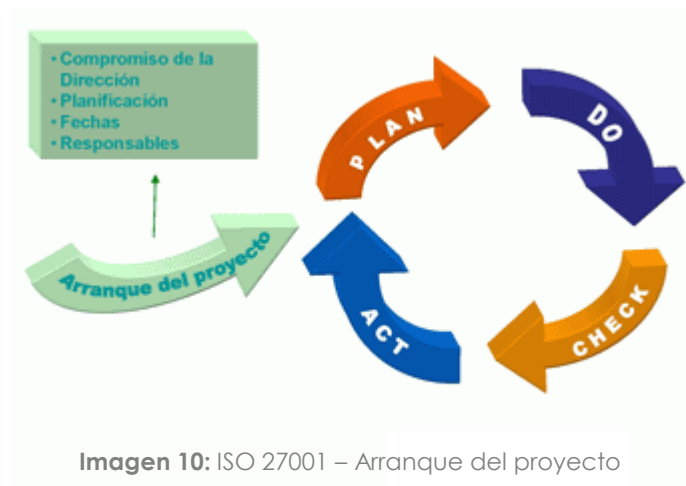 • Compromiso de la
Dirección
• Planificación
• Fechas
• Responsables
Arranque del proyecto
PLAN
DO
CHECK
ACT
Imagen 10: ISO 27001 – Arranque del proyecto